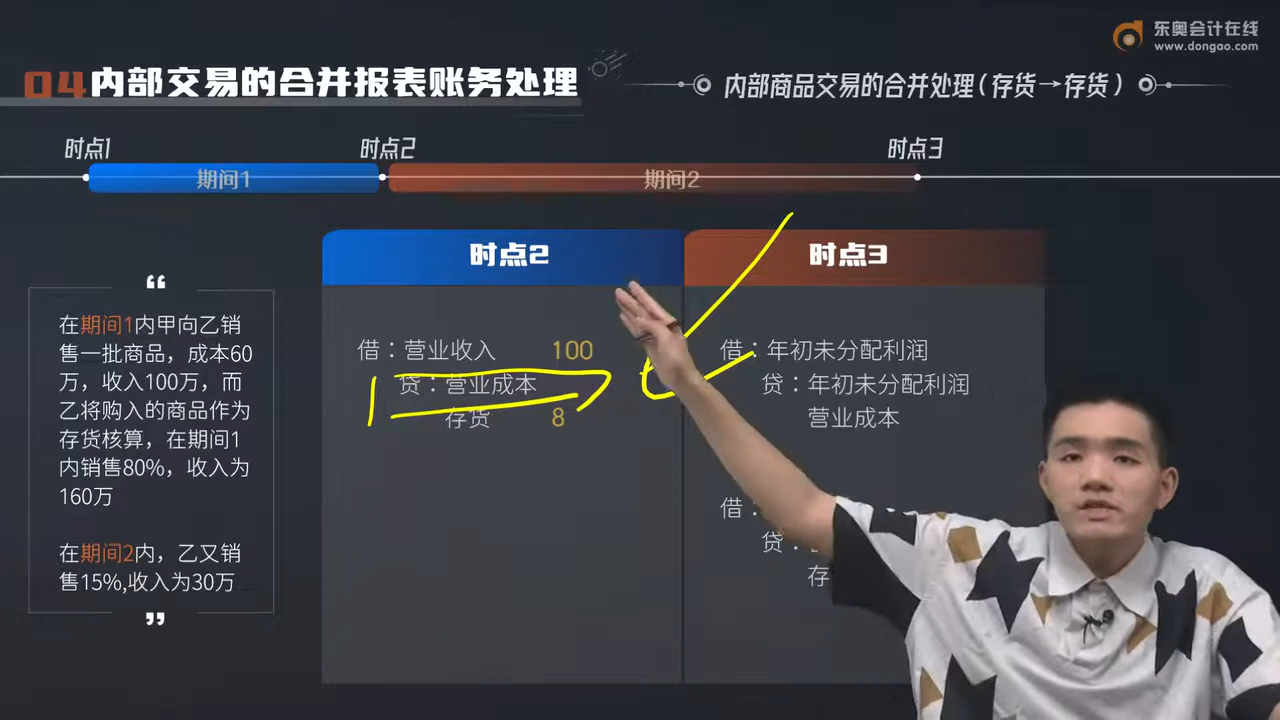 东奥会计在线
www.dongao.com
04内部交易的合并报表账务处理
内部商品交易的合并处理（存货→存货）
时点1
时点2
时点3
期间1
期间2
时点2
时点3
在期间1内甲向乙销
售一批商品，成本60
万，收入100万，而
乙将购入的商品作为
存货核算，在期间1
内销售80%，收入为
160万
在期间2内，乙又销
售15%,收入为30万
借：营业收入 100
贷：营业成本
存货 8
借：年初未分配利润
贷：年初未分配利润
营业成本
借：
贷：
存